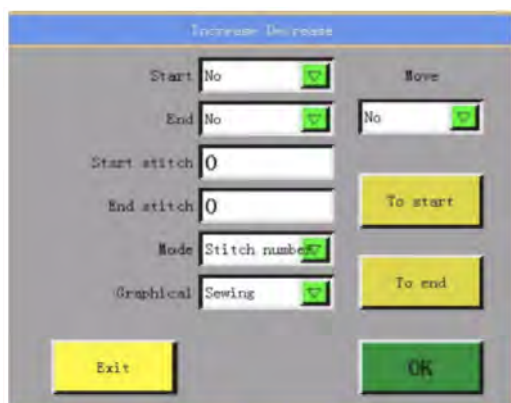 Increase Decrease
Start No
Move
End No
No
Start stitch 0
End stitch 0
To start
Mode Stitch number
Graphical Sewing
To end
Exit
OK